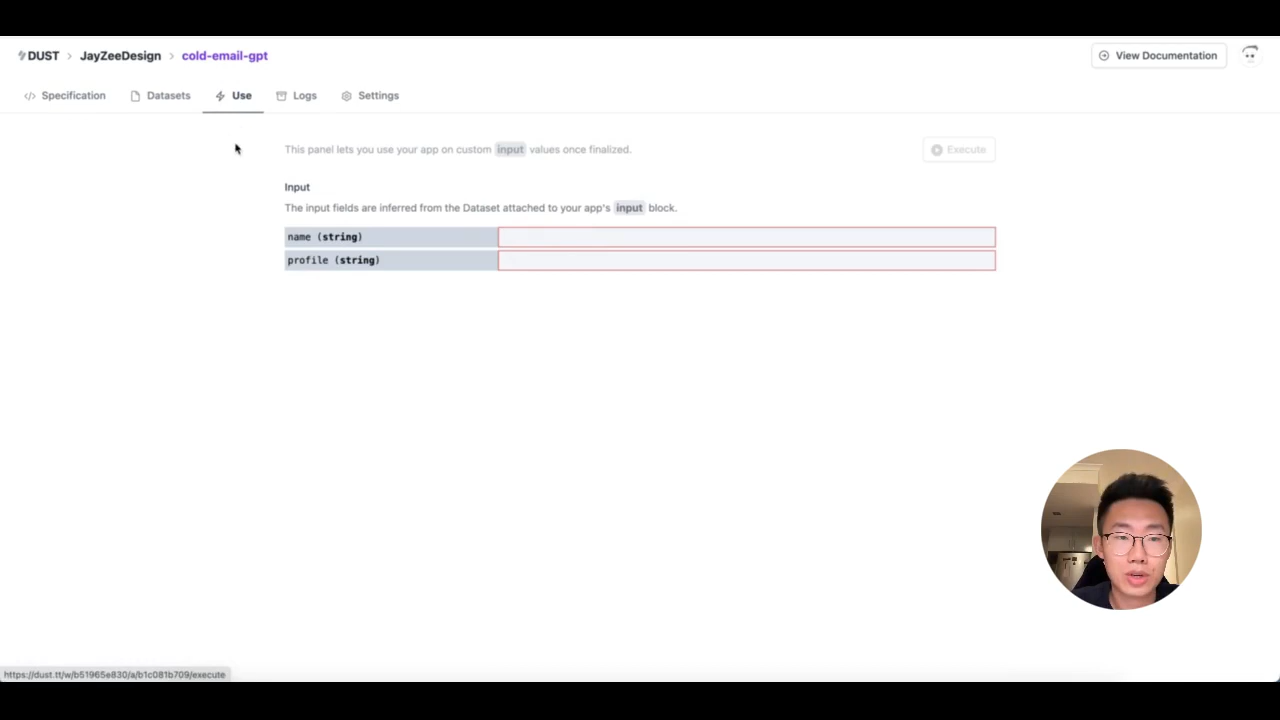 DUST > JayZeeDesign > cold-email-gpt
View Documentation
</> Specification
Datasets
Use
Logs
Settings
This panel lets you use your app on custom input values once finalized.
Execute
Input
The input fields are inferred from the Dataset attached to your app's input block.
name (string)
profile (string)
https://dust.tt/w/b51965e830/a/b1c081b709/execute